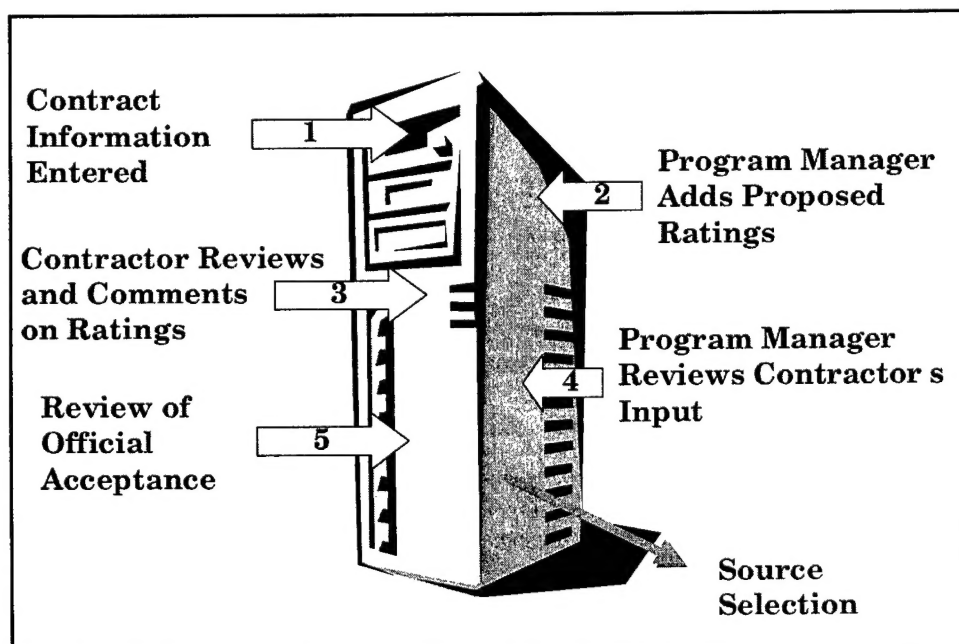 Contract
Information
Entered
1
2
Program Manager
Adds Proposed
Ratings
Contractor Reviews
and Comments
on Ratings
3
4
Program Manager
Reviews Contractor s
Input
Review of
Official
Acceptance
5
Source
Selection